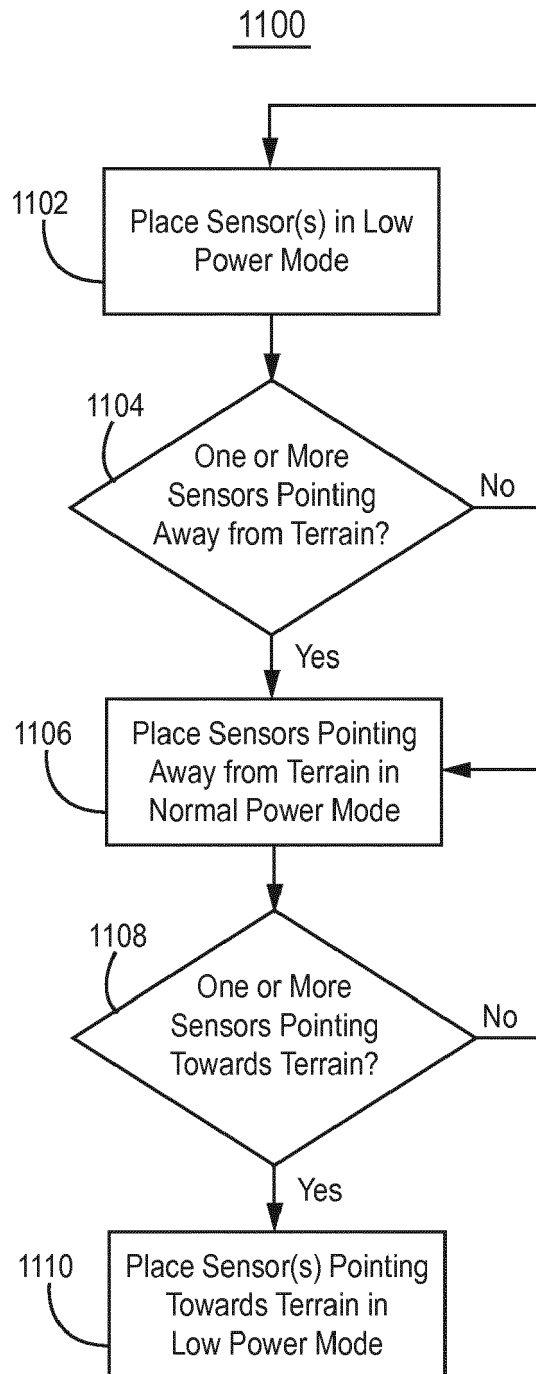 1100
1102
Place Sensor(s) in Low
Power Mode
1104
One or More
Sensors Pointing
Away from Terrain?
No
Yes
1106
Place Sensors Pointing
Away from Terrain in
Normal Power Mode
1108
One or More
Sensors Pointing
Towards Terrain?
No
Yes
1110
Place Sensor(s) Pointing
Towards Terrain in
Low Power Mode